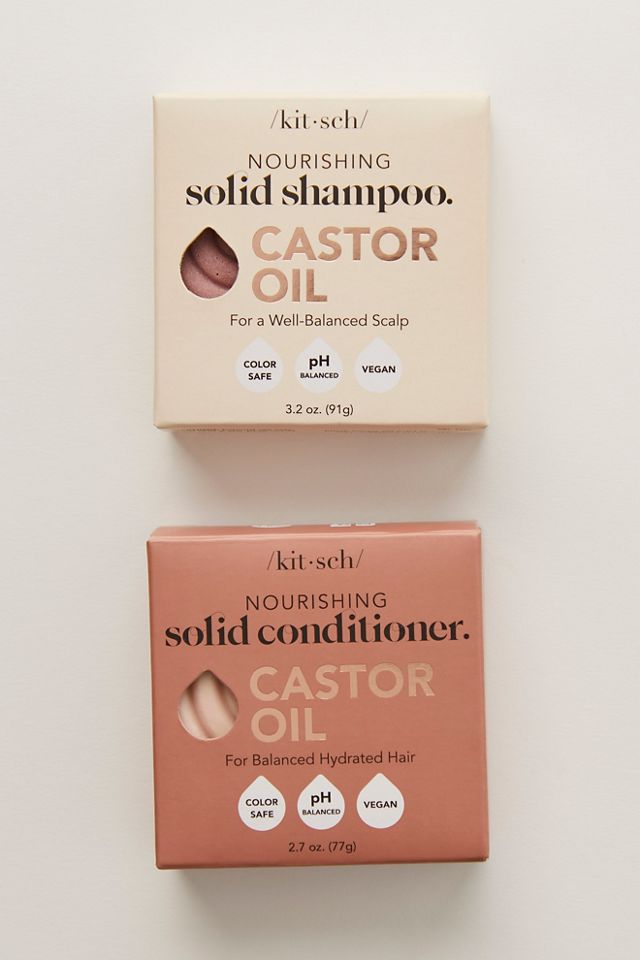 /kit·sch/
NOURISHING
solid shampoo.
CASTOR
OIL
For a Well-Balanced Scalp
COLOR
SAFE
pH
BALANCED
VEGAN
3.2 oz. (91g)
/kit·sch/
NOURISHING
solid conditioner.
CASTOR
OIL
For Balanced Hydrated Hair
COLOR
SAFE
pH
BALANCED
VEGAN
2.7 oz. (77g)